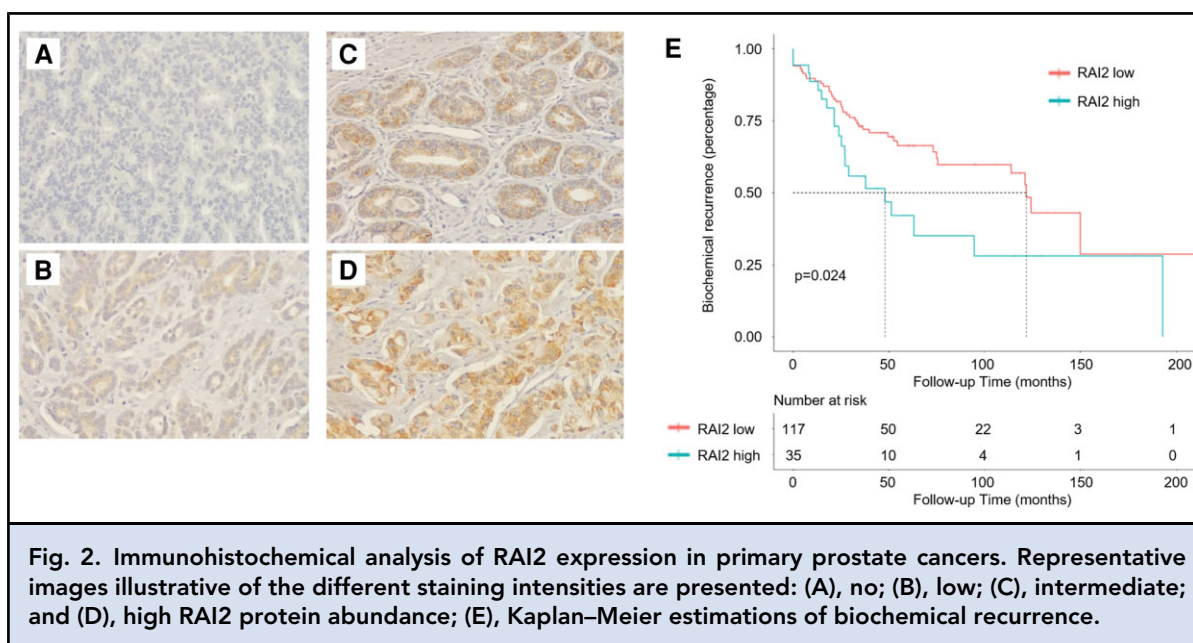 A
C
B
D
E
Biochemical recurrence (percentage)
1.00
0.75
0.50
0.25
0.00
RAI2 low
RAI2 high
p=0.024
0 50 100 150 200
Follow-up Time (months)
Number at risk
RAI2 low 117 50 22 3 1
RAI2 high 35 10 4 1 0
0 50 100 150 200
Follow-up Time (months)
Fig. 2. Immunohistochemical analysis of RAI2 expression in primary prostate cancers. Representative
images illustrative of the different staining intensities are presented: (A), no; (B), low; (C), intermediate;
and (D), high RAI2 protein abundance; (E), Kaplan–Meier estimations of biochemical recurrence.